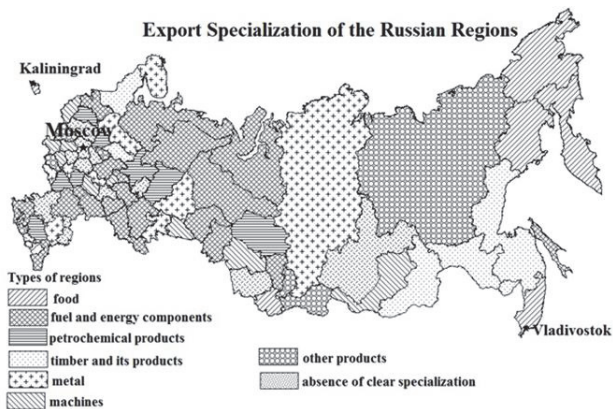 Export Specialization of the Russian Regions
Kaliningrad
Moscow
Types of regions
food
fuel and energy components
petrochemical products
timber and its products
metal
machines
other products
absence of clear specialization
Vladivostok